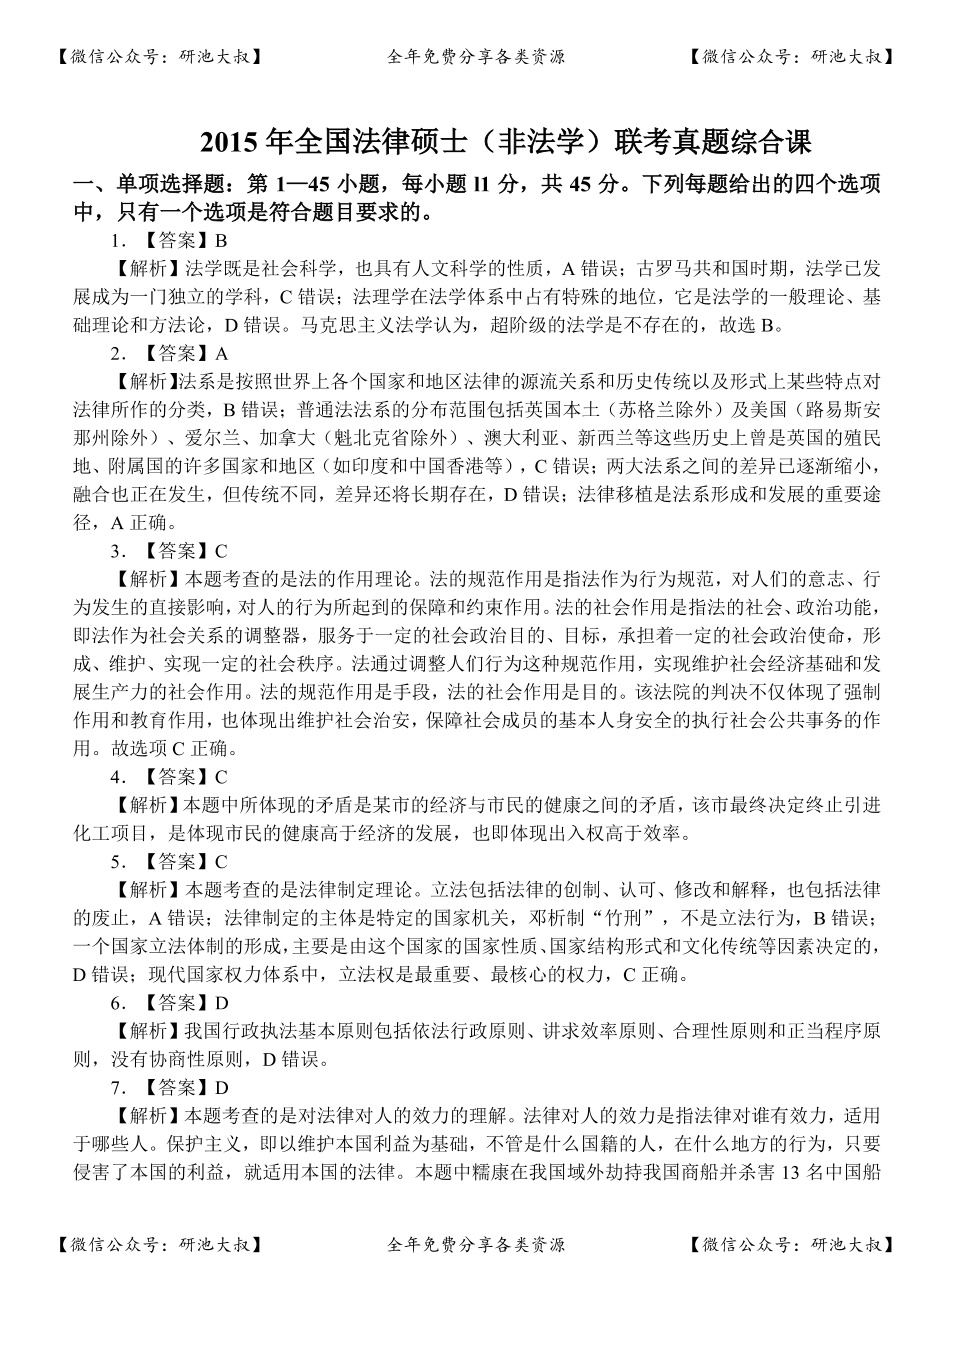 【微信公众号：研池大叔】 全年免费分享各类资源 【微信公众号：研池大叔】
2015 年全国法律硕士（非法学）联考真题综合课
一、单项选择题：第 1—45 小题，每小题 l1 分，共 45 分。下列每题给出的四个选项
中，只有一个选项是符合题目要求的。
1．【答案】B
【解析】法学既是社会科学，也具有人文科学的性质，A 错误；古罗马共和国时期，法学已发
展成为一门独立的学科，C 错误；法理学在法学体系中占有特殊的地位，它是法学的一般理论、基
础理论和方法论，D 错误。马克思主义法学认为，超阶级的法学是不存在的，故选 B。
2．【答案】A
【解析】法系是按照世界上各个国家和地区法律的源流关系和历史传统以及形式上某些特点对
法律所作的分类，B 错误；普通法法系的分布范围包括英国本土（苏格兰除外）及美国（路易斯安
那州除外）、爱尔兰、加拿大（魁北克省除外）、澳大利亚、新西兰等这些历史上曾是英国的殖民
地、附属国的许多国家和地区（如印度和中国香港等），C 错误；两大法系之间的差异已逐渐缩小，
融合也正在发生，但传统不同，差异还将长期存在，D 错误；法律移植是法系形成和发展的重要途
径，A 正确。
3．【答案】C
【解析】本题考查的是法的作用理论。法的规范作用是指法作为行为规范，对人们的意志、行
为发生的直接影响，对人的行为所起到的保障和约束作用。法的社会作用是指法的社会、政治功能，
即法作为社会关系的调整器，服务于一定的社会政治目的、目标，承担着一定的社会政治使命，形
成、维护、实现一定的社会秩序。法通过调整人们行为这种规范作用，实现维护社会经济基础和发
展生产力的社会作用。法的规范作用是手段，法的社会作用是目的。该法院的判决不仅体现了强制
作用和教育作用，也体现出维护社会治安，保障社会成员的基本人身安全的执行社会公共事务的作
用。故选项 C 正确。
4．【答案】C
【解析】本题中所体现的矛盾是某市的经济与市民的健康之间的矛盾，该市最终决定终止引进
化工项目，是体现市民的健康高于经济的发展，也即体现出入权高于效率。
5．【答案】C
【解析】本题考查的是法律制定理论。立法包括法律的创制、认可、修改和解释，也包括法律
的废止，A 错误；法律制定的主体是特定的国家机关，邓析制“竹刑”，不是立法行为，B 错误；
一个国家立法体制的形成，主要是由这个国家的国家性质、国家结构形式和文化传统等因素决定的，
D 错误；现代国家权力体系中，立法权是最重要、最核心的权力，C 正确。
6．【答案】D
【解析】我国行政执法基本原则包括依法行政原则、讲求效率原则、合理性原则和正当程序原
则，没有协商性原则，D 错误。
7．【答案】D
【解析】本题考查的是对法律对人的效力的理解。法律对人的效力是指法律对谁有效力，适用
于哪些人。保护主义，即以维护本国利益为基础，不管是什么国籍的人，在什么地方的行为，只要
侵害了本国的利益，就适用本国的法律。本题中糯康在我国域外劫持我国商船并杀害 13 名中国船
【微信公众号：研池大叔】 全年免费分享各类资源 【微信公众号：研池大叔】